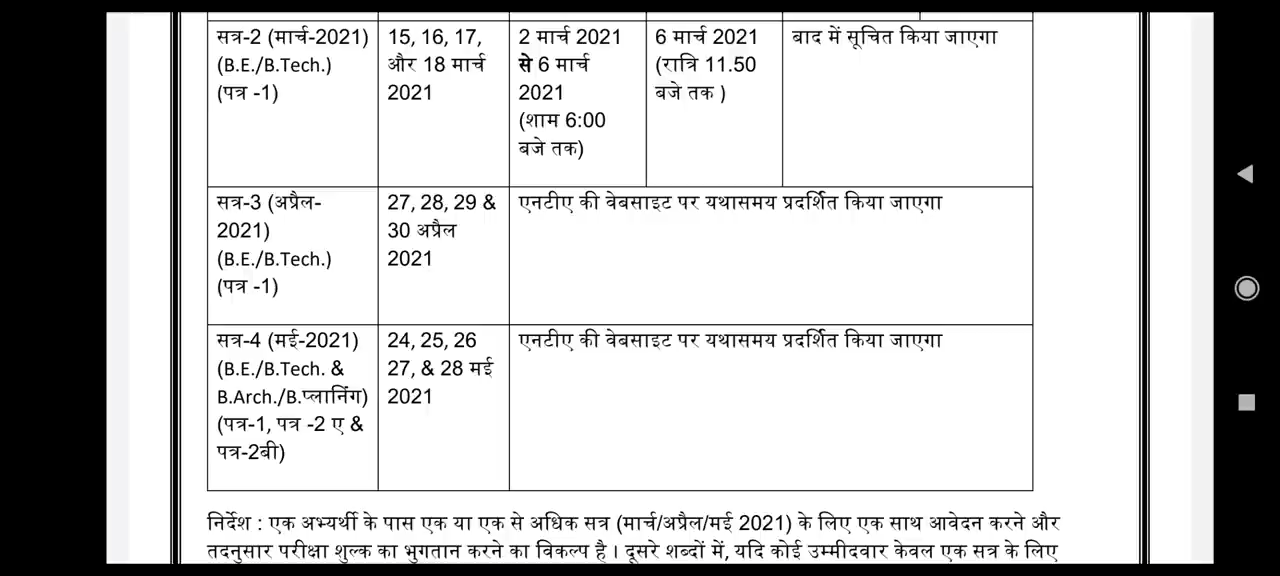 सत्र-2 (मार्च-2021)
(B.E./B.Tech.)
(पत्र -1)
15, 16, 17,
और 18 मार्च
2021
2 मार्च 2021
से 6 मार्च
2021
(शाम 6:00
बजे तक)
6 मार्च 2021
(रात्रि 11.50
बजे तक )
बाद में सूचित किया जाएगा
सत्र-3 (अप्रैल-
2021)
(B.E./B.Tech.)
(पत्र -1)
27, 28, 29 &
30 अप्रैल
2021
एनटीए की वेबसाइट पर यथासमय प्रदर्शित किया जाएगा
सत्र-4 (मई-2021)
(B.E./B.Tech. &
B.Arch./B.प्लानिंग)
(पत्र-1, पत्र -2 ए &
पत्र-2बी)
24, 25, 26
27, & 28 मई
2021
एनटीए की वेबसाइट पर यथासमय प्रदर्शित किया जाएगा
निर्देश : एक अभ्यर्थी के पास एक या एक से अधिक सत्र (मार्च/अप्रैल/मई 2021) के लिए एक साथ आवेदन करने और
तदनुसार परीक्षा शुल्क का भुगतान करने का विकल्प है। दूसरे शब्दों में, यदि कोई उम्मीदवार केवल एक सत्र के लिए